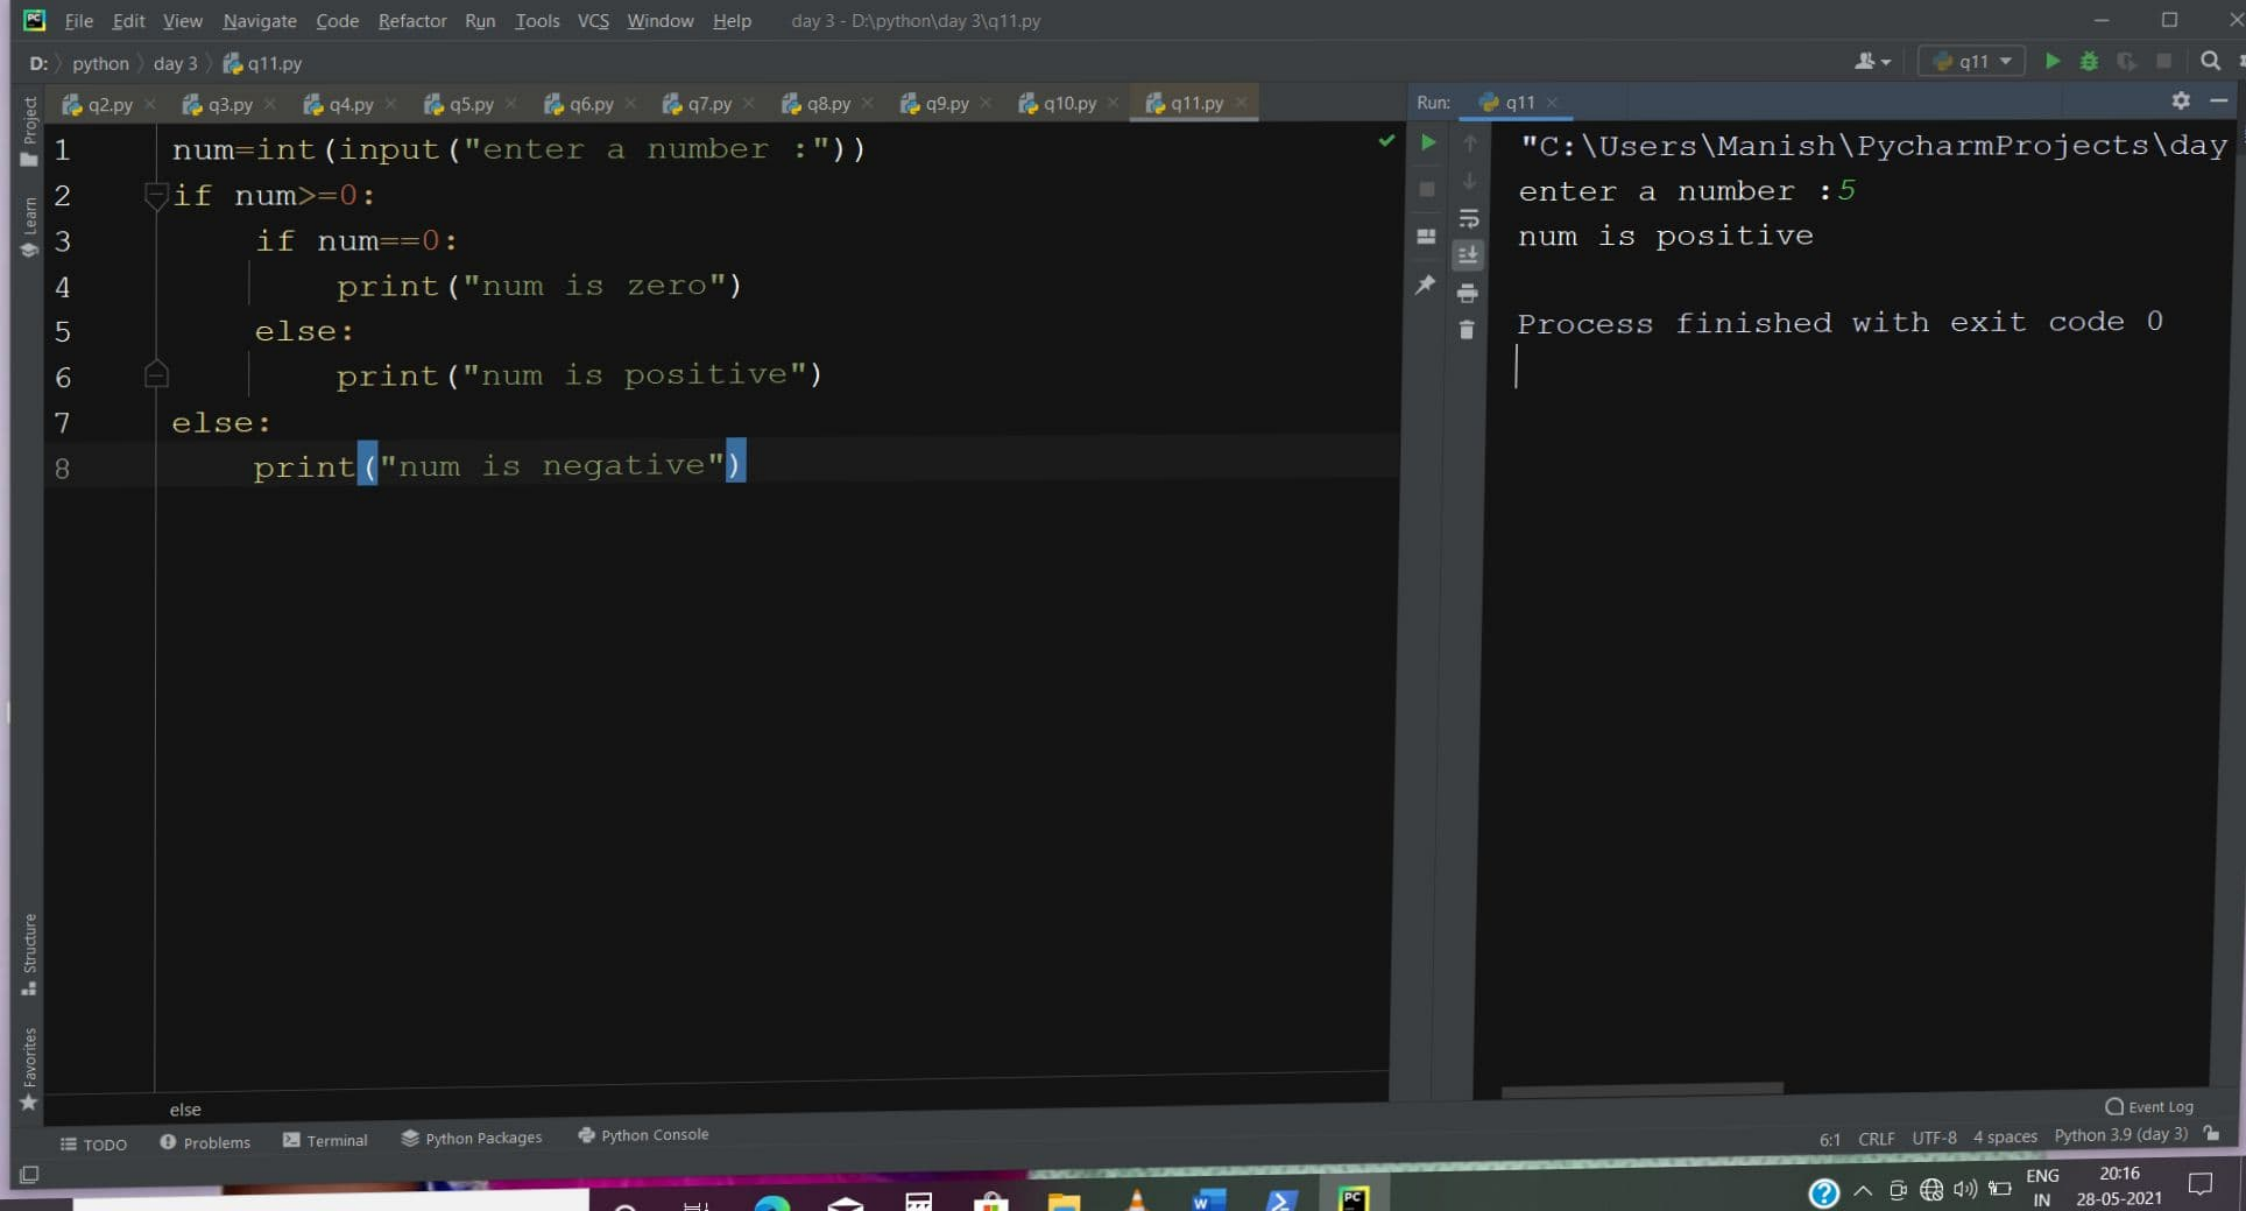 File Edit View Navigate Code Refactor Run Tools VCS Window Help day 3 - D:\python\day 3\q11.py
D: python day 3 q11.py q11
q2.py q3.py q4.py q5.py q6.py q7.py q8.py q9.py q10.py q11.py
1 num=int(input("enter a number :"))
2 if num>=0:
3 if num==0:
4 print("num is zero")
5 else:
6 print("num is positive")
7 else:
8 print("num is negative")
Run: q11
"C:\Users\Manish\PycharmProjects\day
enter a number :5
num is positive
Process finished with exit code 0
Project
Learn
Structure
Favorites
else
Event Log
TODO Problems Terminal Python Packages Python Console
6:1 CRLF UTF-8 4 spaces Python 3.9 (day 3)
ENG 20:16
IN 28-05-2021